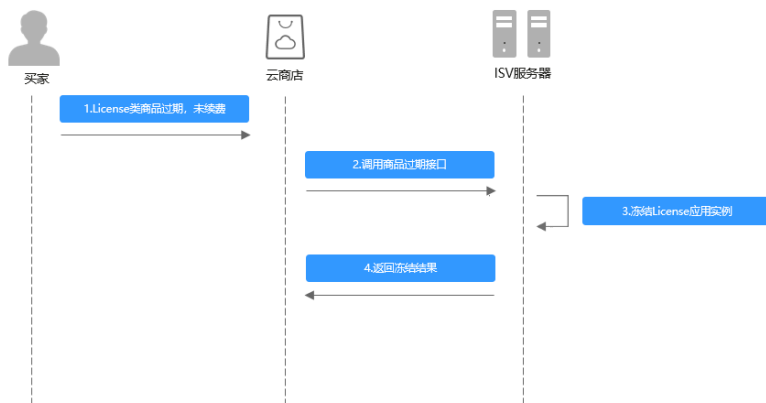 买家
云商店
ISV服务器
1.License类商品过期，未续费
2.调用商品过期接口
3.冻结License应用实例
4.返回冻结结果